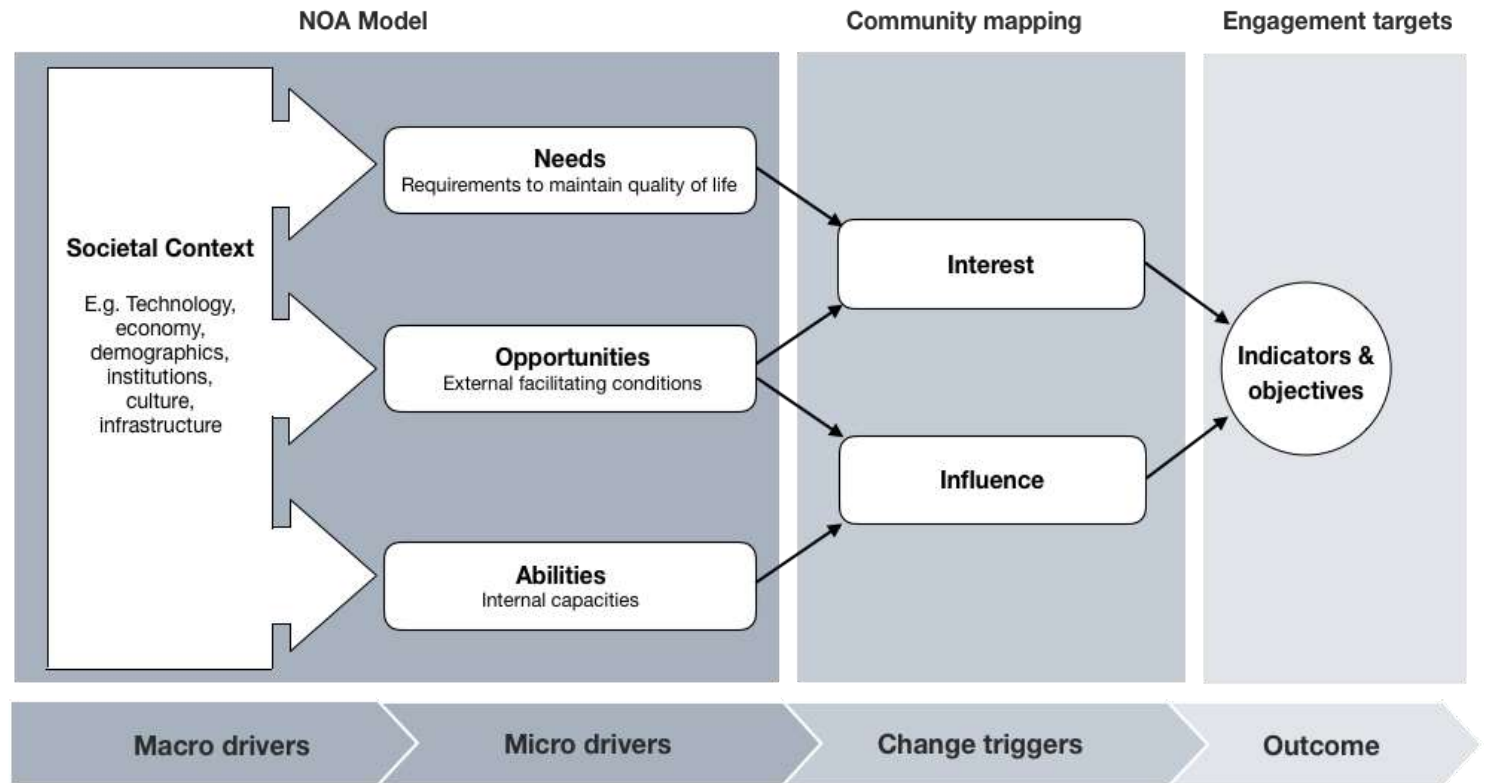 NOA Model
Community mapping
Engagement targets
Societal Context
E.g. Technology,
economy,
demographics,
institutions,
culture,
infrastructure
Needs
Requirements to maintain quality of life
Opportunities
External facilitating conditions
Abilities
Internal capacities
Interest
Influence
Indicators &
objectives
Macro drivers
Micro drivers
Change triggers
Outcome